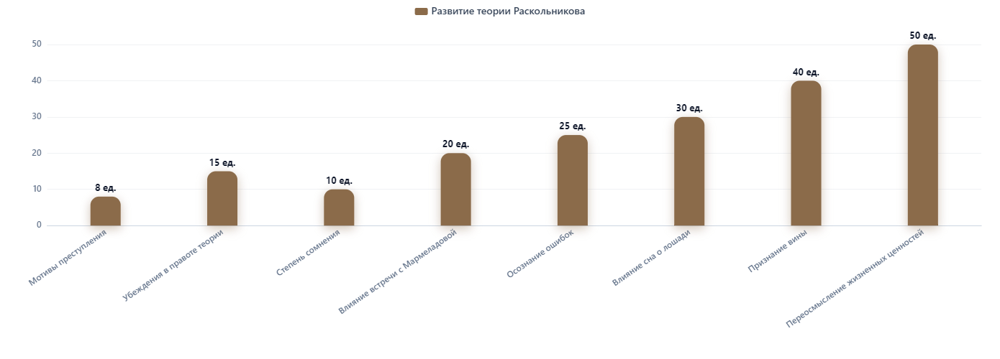 Развитие теории Раскольникова
50
40
30
20
10
0
8 ед.
15 ед.
10 ед.
20 ед.
25 ед.
30 ед.
40 ед.
50 ед.
Мотивы преступления
Убеждения в правоте теории
Степень сомнения
Влияние встречи с Мармеладовой
Осознание ошибок
Влияние сна о лошади
Признание вины
Переосмысление жизненных ценностей